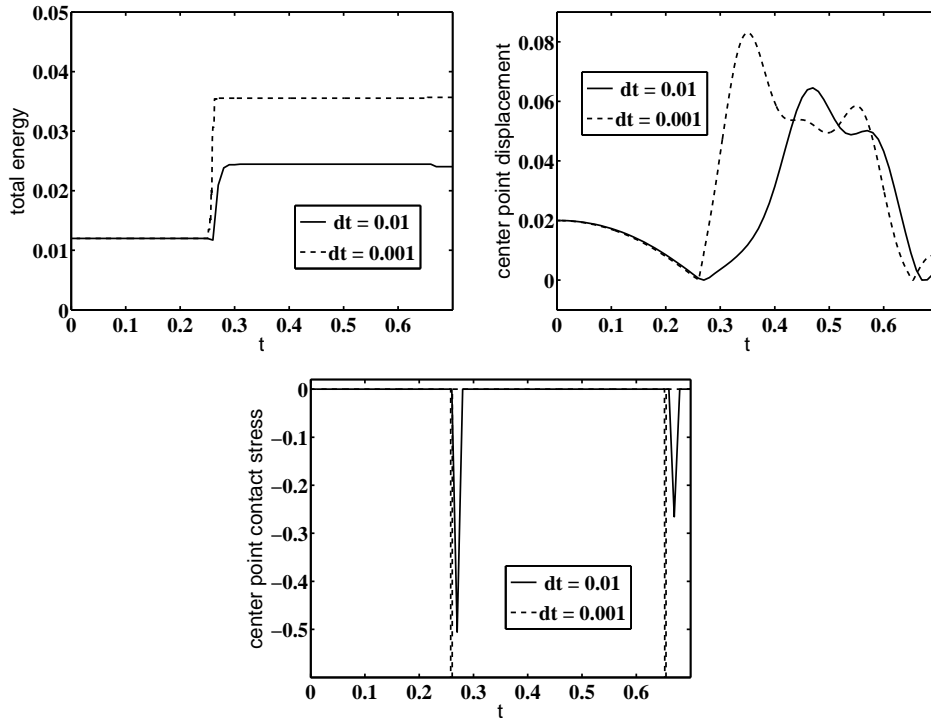 total energy
0.05
0.04
0.03
0.02
0.01
0
dt = 0.01
dt = 0.001
0 0.1 0.2 0.3 0.4 0.5 0.6
t
center point displacement
0.08
0.06
0.04
0.02
0
dt = 0.01
dt = 0.001
0 0.1 0.2 0.3 0.4 0.5 0.6
t
center point contact stress
0
−0.1
−0.2
−0.3
−0.4
−0.5
dt = 0.01
dt = 0.001
0 0.1 0.2 0.3 0.4 0.5 0.6
t